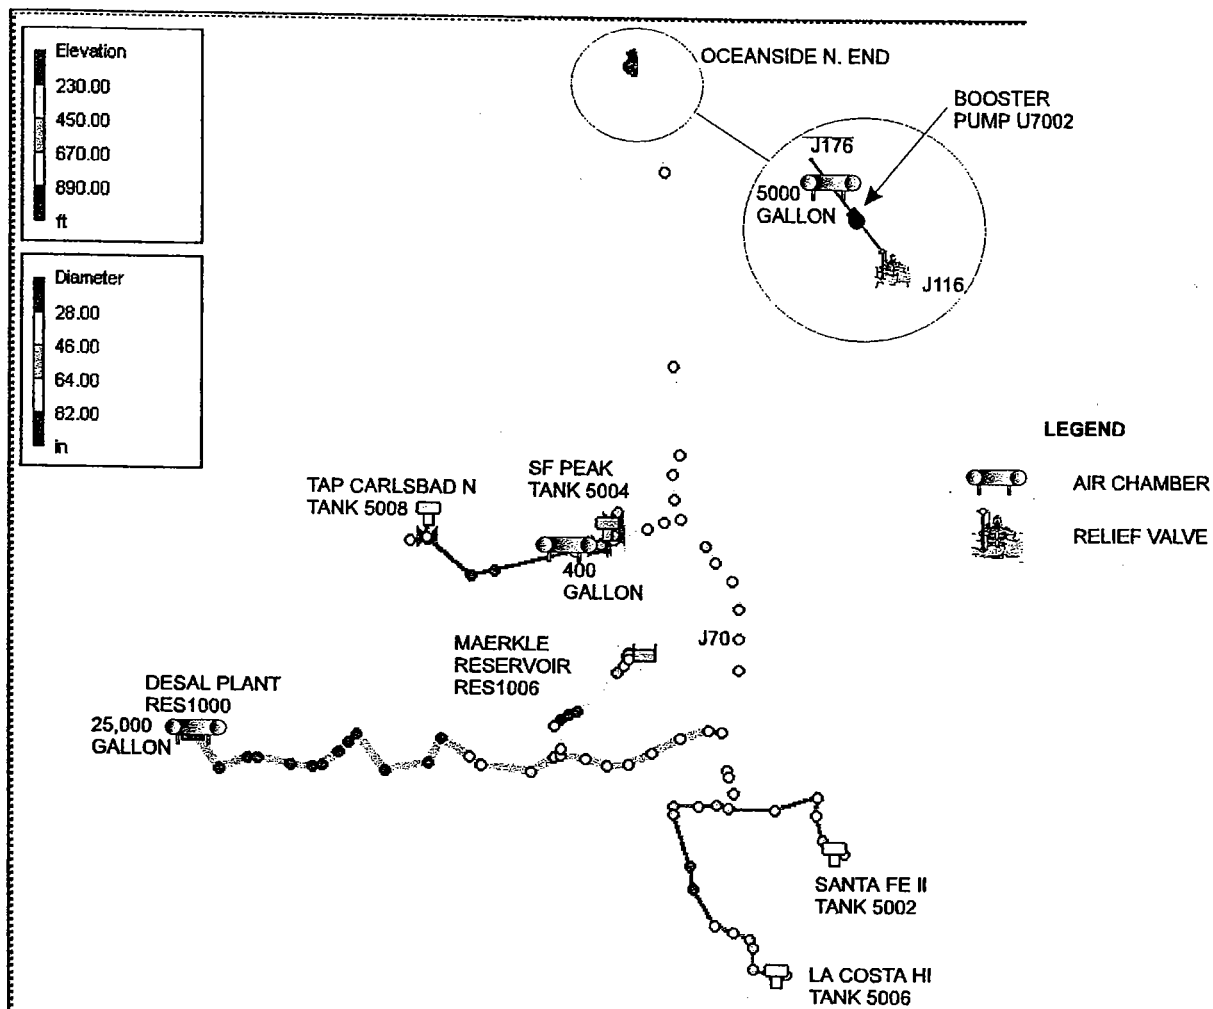 Elevation
230.00
450.00
670.00
890.00
ft
Diameter
28.00
46.00
64.00
82.00
in
OCEANSIDE N. END
BOOSTER
PUMP U7002
J176
5000
GALLON
J116
LEGEND
AIR CHAMBER
RELIEF VALVE
TAP CARLSBAD N
TANK 5008
SF PEAK
TANK 5004
400
GALLON
J70
MAERKLE
RESERVOIR
RES1006
DESAL PLANT
RES1000
25,000
GALLON
SANTA FE II
TANK 5002
LA COSTA HI
TANK 5006